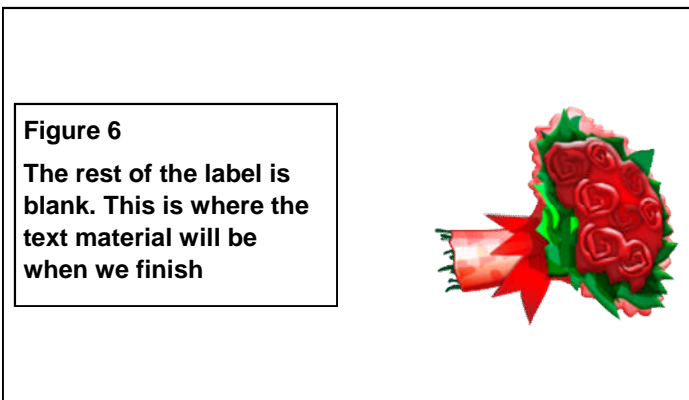 Figure 6
The rest of the label is
blank. This is where the
text material will be
when we finish